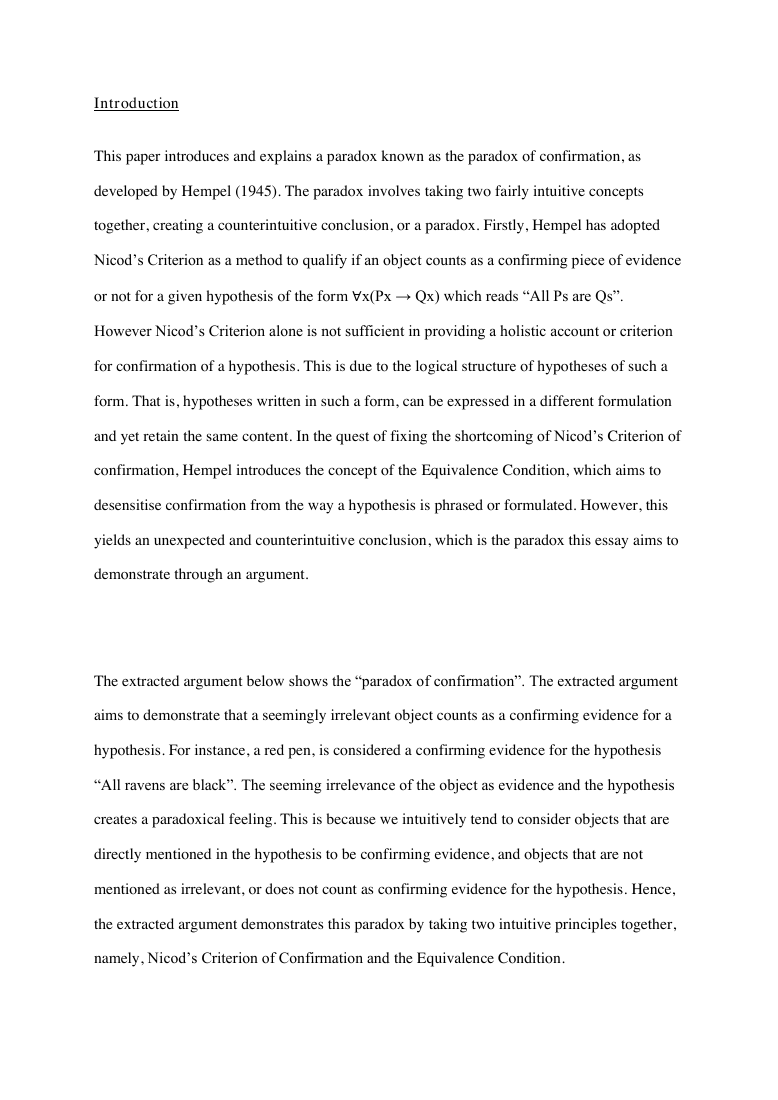 Introduction
This paper introduces and explains a paradox known as the paradox of confirmation, as
developed by Hempel (1945). The paradox involves taking two fairly intuitive concepts
together, creating a counterintuitive conclusion, or a paradox. Firstly, Hempel has adopted
Nicod’s Criterion as a method to qualify if an object counts as a confirming piece of evidence
or not for a given hypothesis of the form ∀x(Px → Qx) which reads “All Ps are Qs”.
However Nicod’s Criterion alone is not sufficient in providing a holistic account or criterion
for confirmation of a hypothesis. This is due to the logical structure of hypotheses of such a
form. That is, hypotheses written in such a form, can be expressed in a different formulation
and yet retain the same content. In the quest of fixing the shortcoming of Nicod’s Criterion of
confirmation, Hempel introduces the concept of the Equivalence Condition, which aims to
desensitise confirmation from the way a hypothesis is phrased or formulated. However, this
yields an unexpected and counterintuitive conclusion, which is the paradox this essay aims to
demonstrate through an argument.
The extracted argument below shows the “paradox of confirmation”. The extracted argument
aims to demonstrate that a seemingly irrelevant object counts as a confirming evidence for a
hypothesis. For instance, a red pen, is considered a confirming evidence for the hypothesis
“All ravens are black”. The seeming irrelevance of the object as evidence and the hypothesis
creates a paradoxical feeling. This is because we intuitively tend to consider objects that are
directly mentioned in the hypothesis to be confirming evidence, and objects that are not
mentioned as irrelevant, or does not count as confirming evidence for the hypothesis. Hence,
the extracted argument demonstrates this paradox by taking two intuitive principles together,
namely, Nicod’s Criterion of Confirmation and the Equivalence Condition.